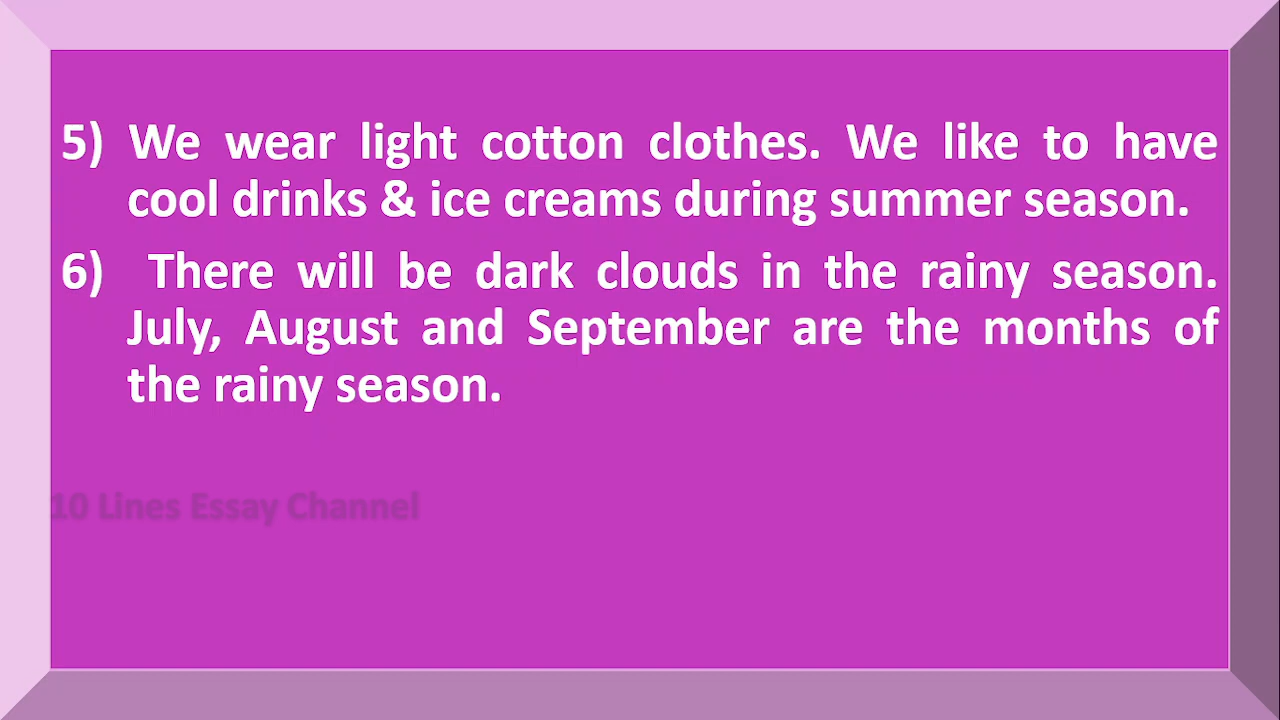 5) We wear light cotton clothes. We like to have
cool drinks & ice creams during summer season.
6) There will be dark clouds in the rainy season.
July, August and September are the months of
the rainy season.
10 Lines Essay Channel